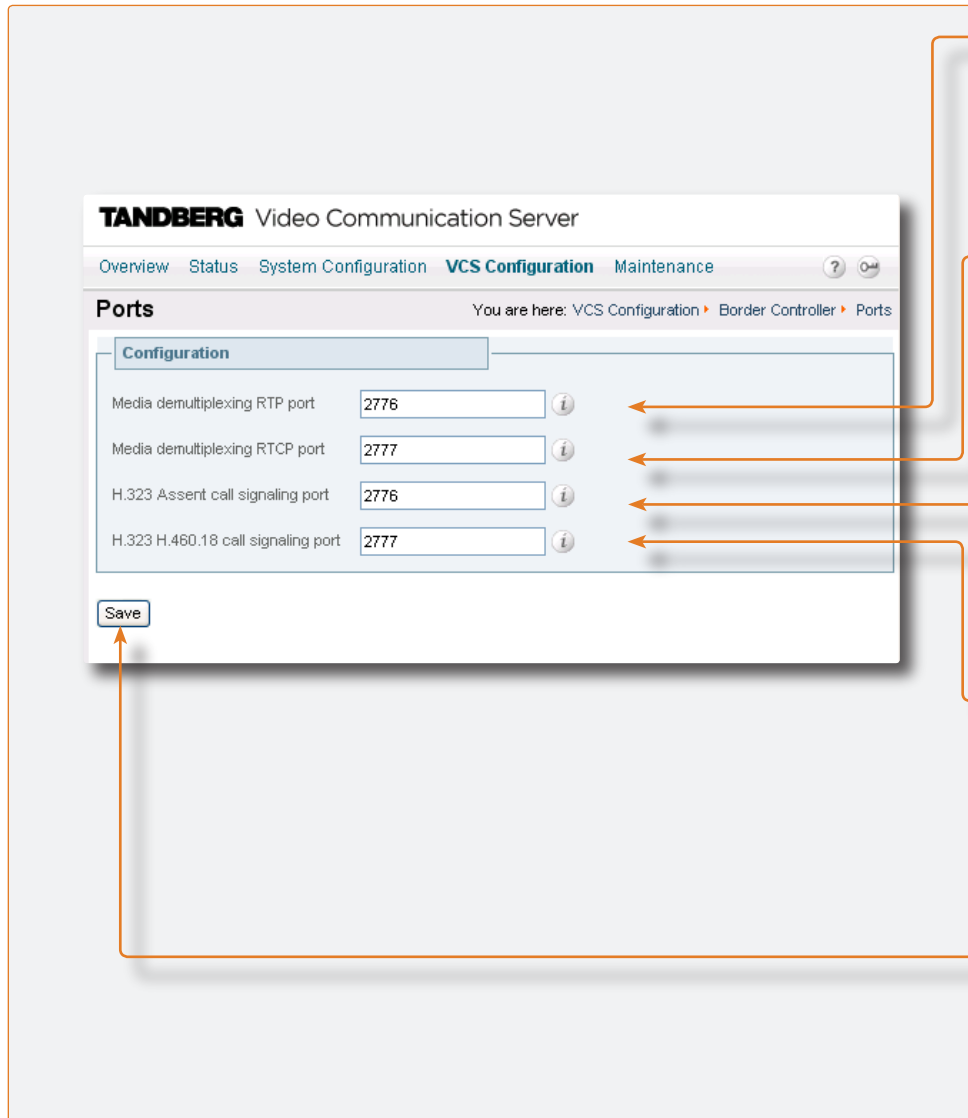 TANDBERG Video Communication Server
Overview Status System Configuration VCS Configuration Maintenance ?
Ports You are here: VCS Configuration Border Controller Ports
Configuration
Media demultiplexing RTP port 2776 i
Media demultiplexing RTCP port 2777 i
H.323 Assent call signaling port 2776 i
H.323 H.460.18 call signaling port 2777 i
Save